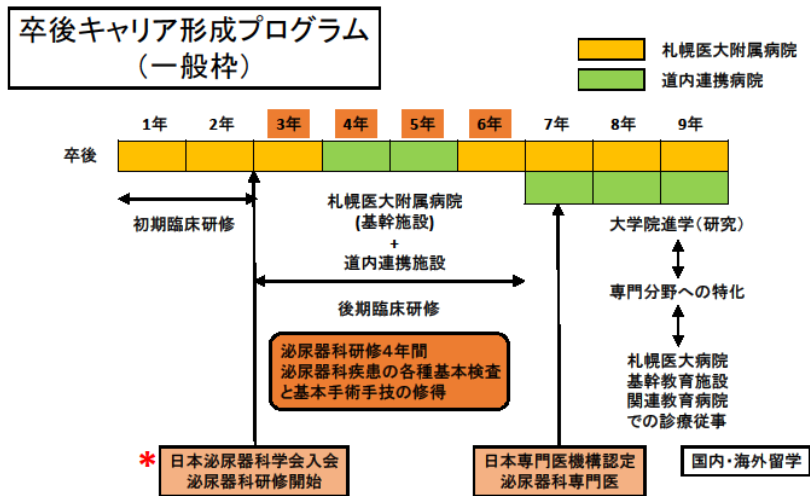 卒後キャリア形成プログラム
（一般枠）
札幌医大附属病院
道内連携病院
1年 2年 3年 4年 5年 6年 7年 8年 9年
卒後
初期臨床研修
札幌医大附属病院
(基幹施設)
+
道内連携施設
後期臨床研修
大学院進学(研究)
専門分野への特化
札幌医大病院
基幹教育施設
関連教育病院
での診療従事
泌尿器科研修4年間
泌尿器科疾患の各種基本検査
と基本手術手技の修得
*
日本泌尿器科学会入会
泌尿器科研修開始
日本専門医機構認定
泌尿器科専門医
国内・海外留学